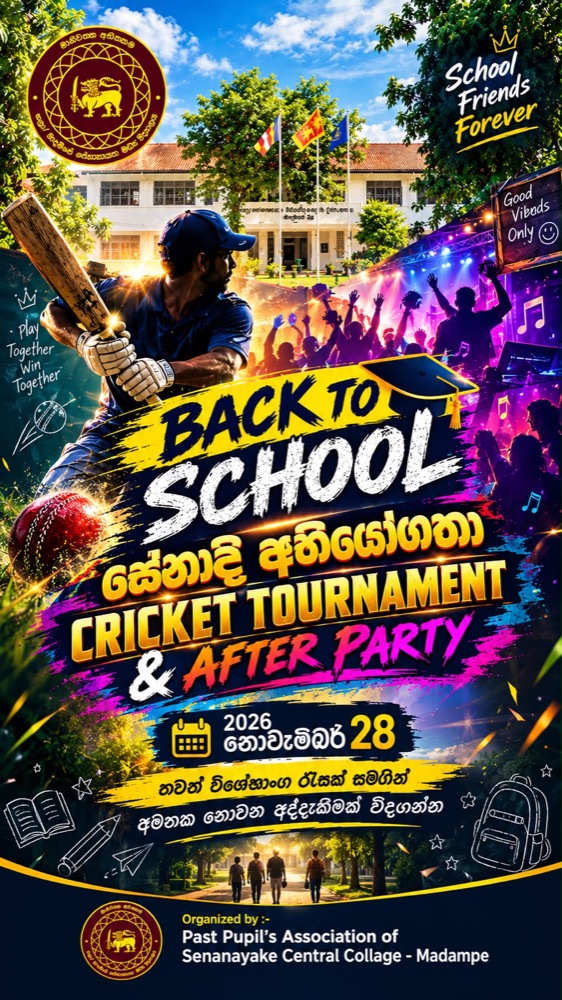 School
Friends
Forever
Good
Vibnds
Only
Play
Together
Win
Together
BACK TO
SCHOOL
සේනාදි අභියෝගතා
CRICKET TOURNAMENT
& AFTER PARTY
2026
නොවැම්බර් 28
තවත් විශේෂාංග රැසක් සමගින්
අමතක නොවන අද්දැකීමක් විදගන්න
Organized by :-
Past Pupil's Association of
Senanayake Central Collage - Madampe